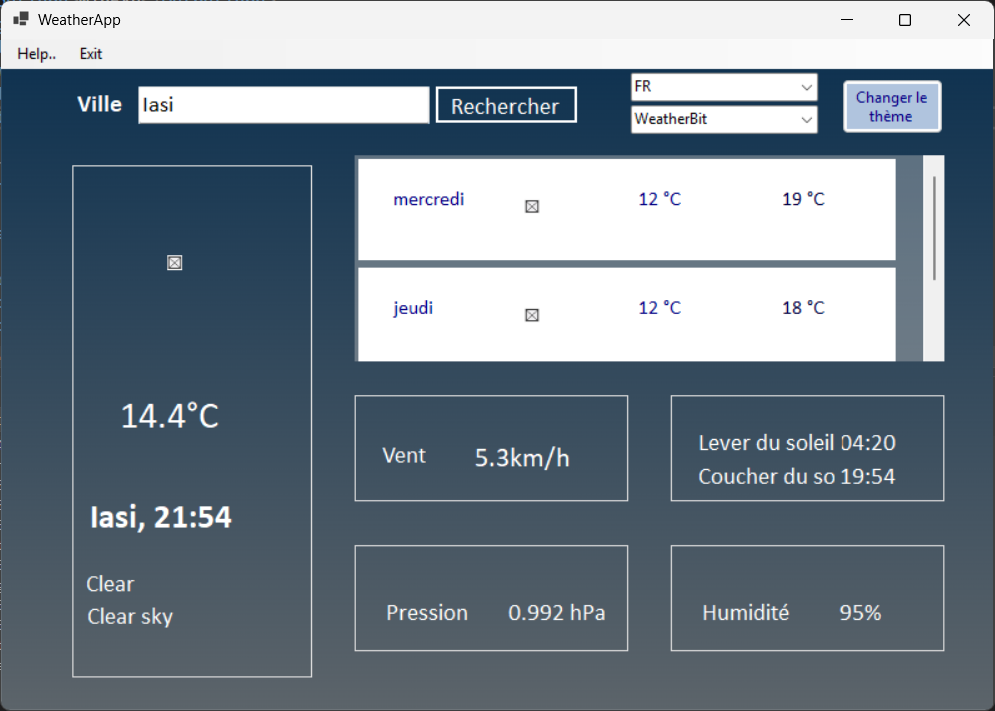 WeatherApp
Help.. Exit
Ville Iasi Rechercher
FR
WeatherBit
Changer le
thème
mercredi 12 °C 19 °C
jeudi 12 °C 18 °C
14.4°C
Iasi, 21:54
Clear
Clear sky
Vent 5.3km/h
Lever du soleil 04:20
Coucher du so 19:54
Pression 0.992 hPa
Humidité 95%